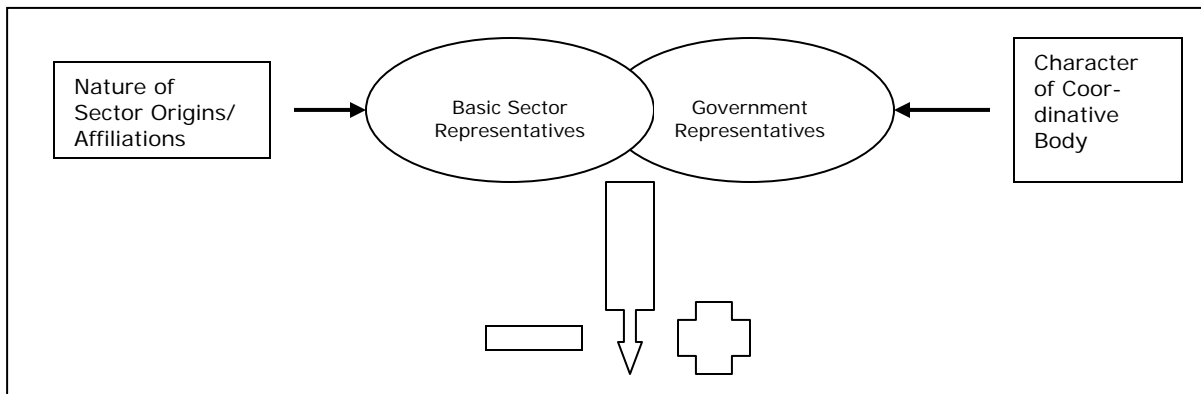 Nature of
Sector Origins/
Affiliations
Basic Sector
Representatives
Government
Representatives
Character
of Coor-
dinative
Body